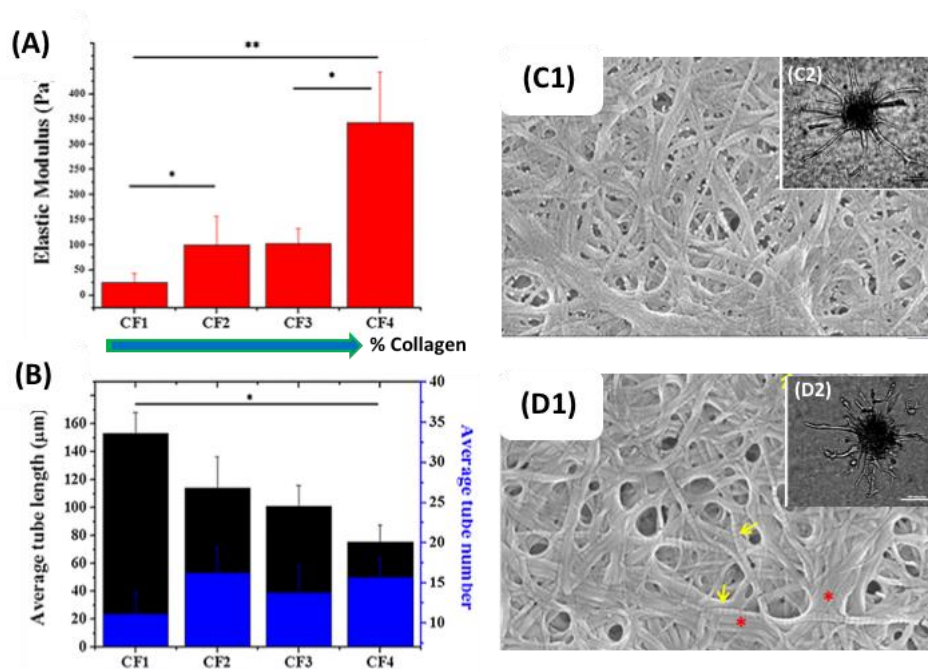 (A)
Elastic Modulus (Pa
400
350
300
250
200
150
100
50
0
**
*
*
CF1 CF2 CF3 CF4
% Collagen
(B)
Average tube length (µm)
160
140
120
100
80
60
40
20
0
*
40
35
30
25
20
15
10
Average tube number
CF1 CF2 CF3 CF4
(C1)
(C2)
(D1)
(D2)
*
*